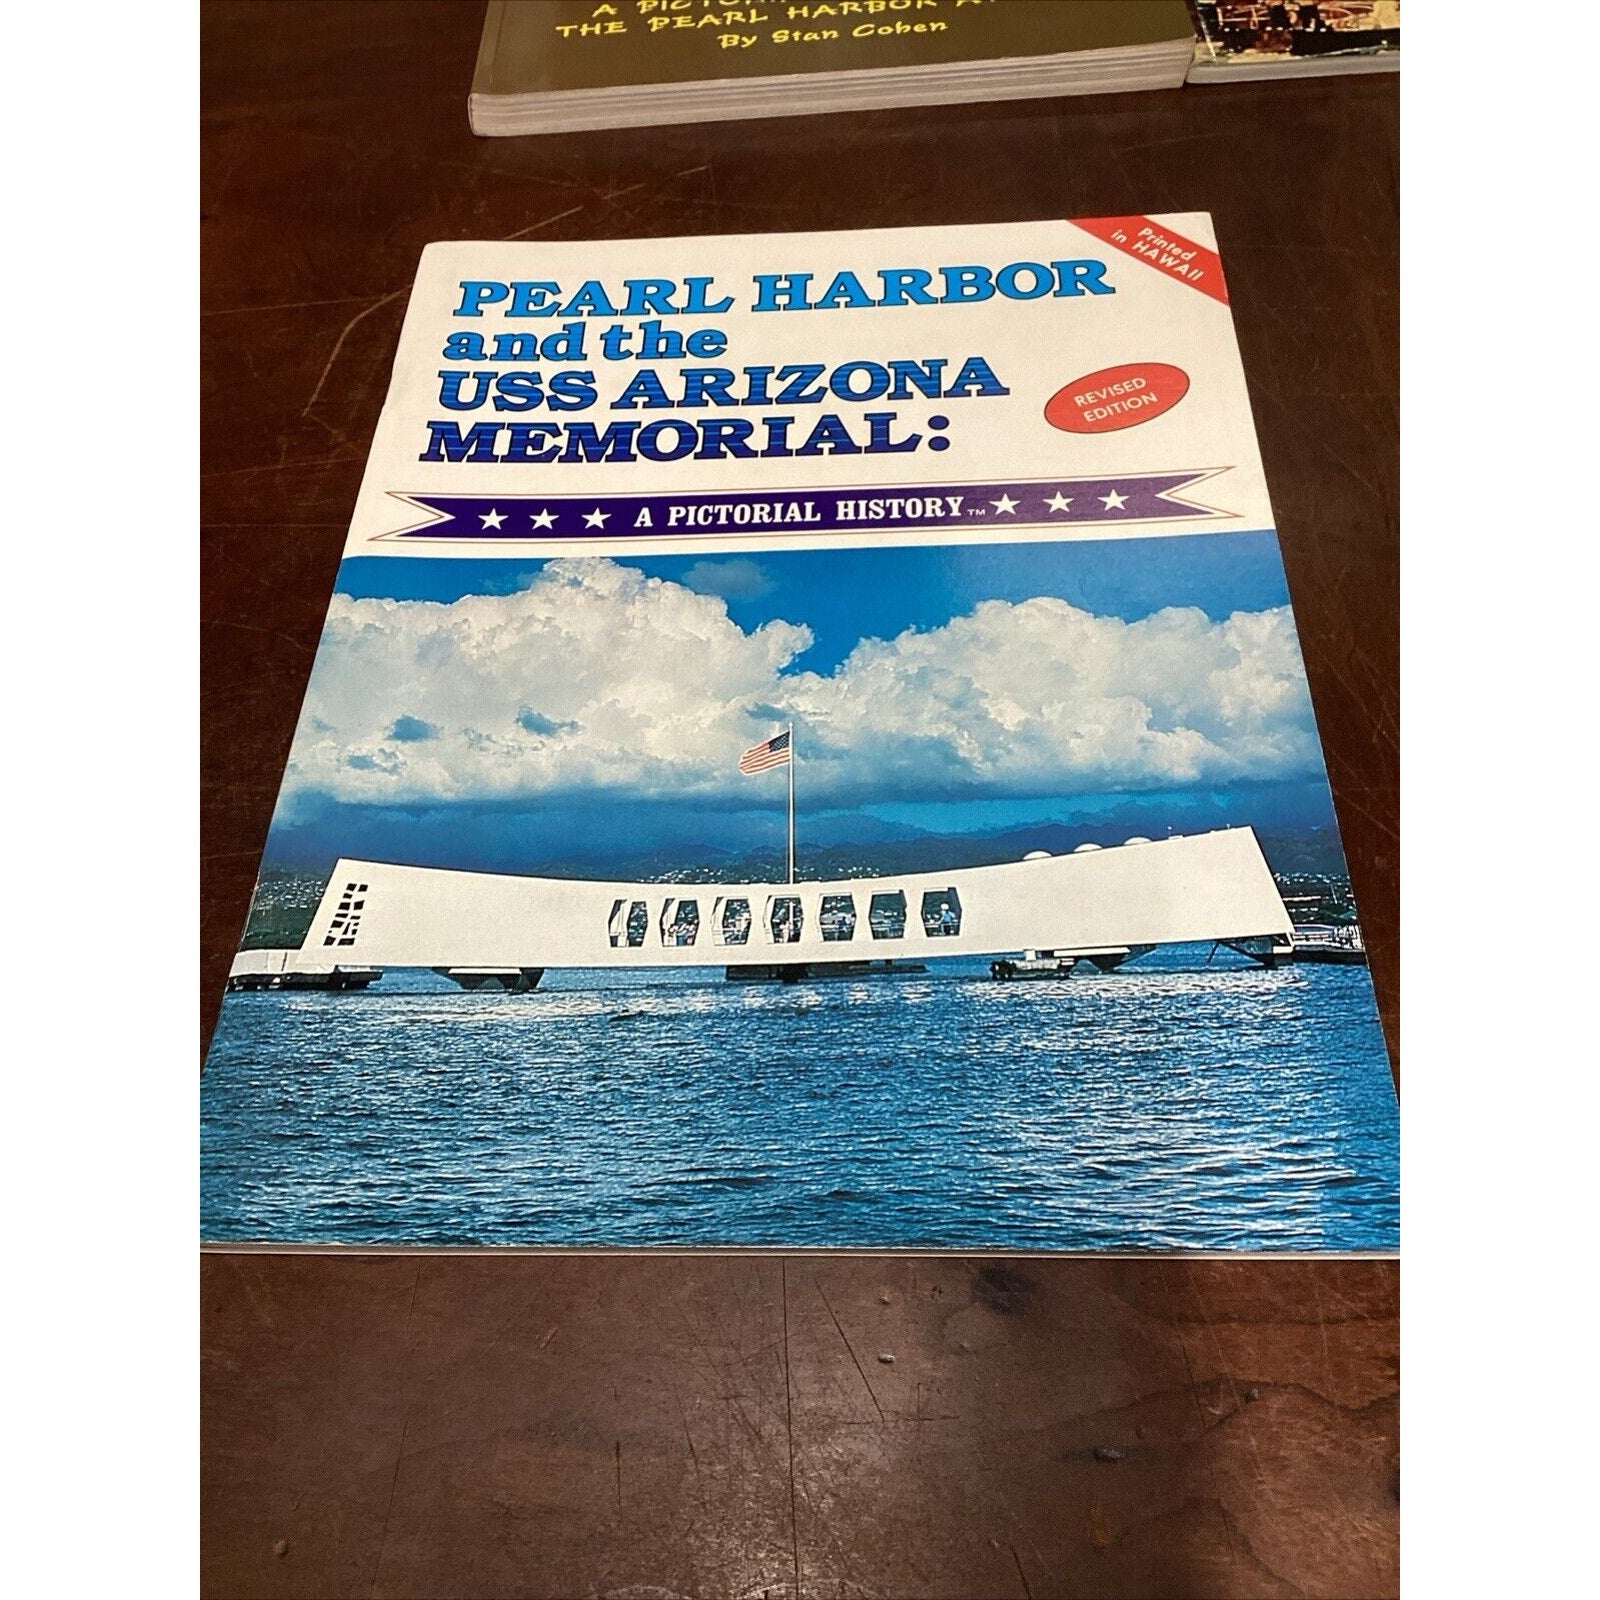 A
THE PEARL HARBOR
By Stan Cohen
Printed
in HAWAII
PEARL HARBOR
and the
USS ARIZONA
MEMORIAL:
REVISED
EDITION
A PICTORIAL HISTORY™